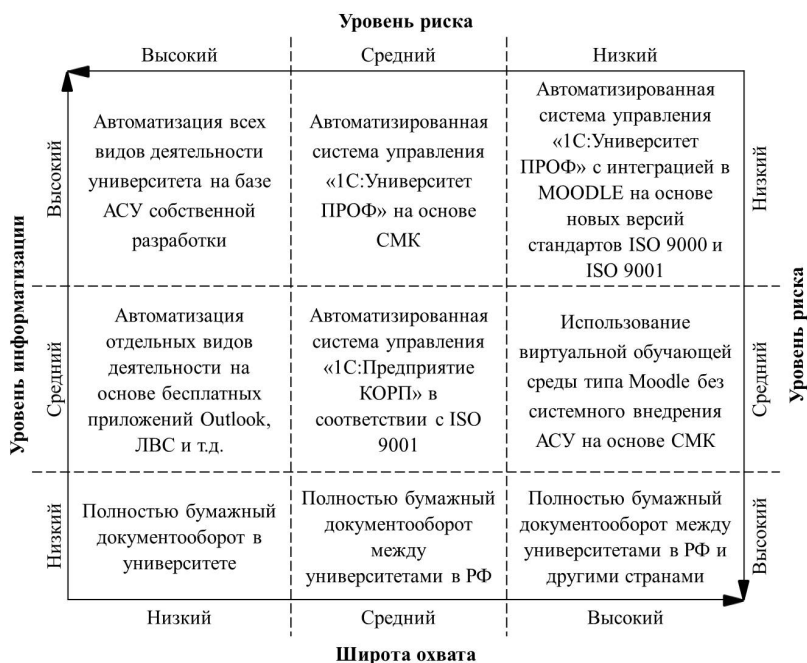 Уровень риска
Высокий
Средний
Низкий
Уровень информатизации
Высокий
Автоматизация всех
видов деятельности
университета на базе
АСУ собственной
разработки
Автоматизированная
система управления
«1С:Университет
ПРОФ» на основе
СМК
Автоматизированная
система управления
«1С:Университет
ПРОФ» с интеграцией в
MOODLE на основе
новых версий
стандартов ISO 9000 и
ISO 9001
Низкий
Средний
Автоматизация
отдельных видов
деятельности на
основе бесплатных
приложений Outlook,
ЛВС и т.д.
Автоматизированная
система управления
«1С:Предприятие
КОРП» в
соответствии с ISO
9001
Использование
виртуальной обучающей
среды типа Moodle без
системного внедрения
АСУ на основе СМК
Средний
Уровень риска
Низкий
Полностью бумажный
документооборот в
университете
Полностью бумажный
документооборот
между
университетами в РФ
Полностью бумажный
документооборот между
университетами в РФ и
другими странами
Высокий
Низкий
Средний
Высокий
Широта охвата